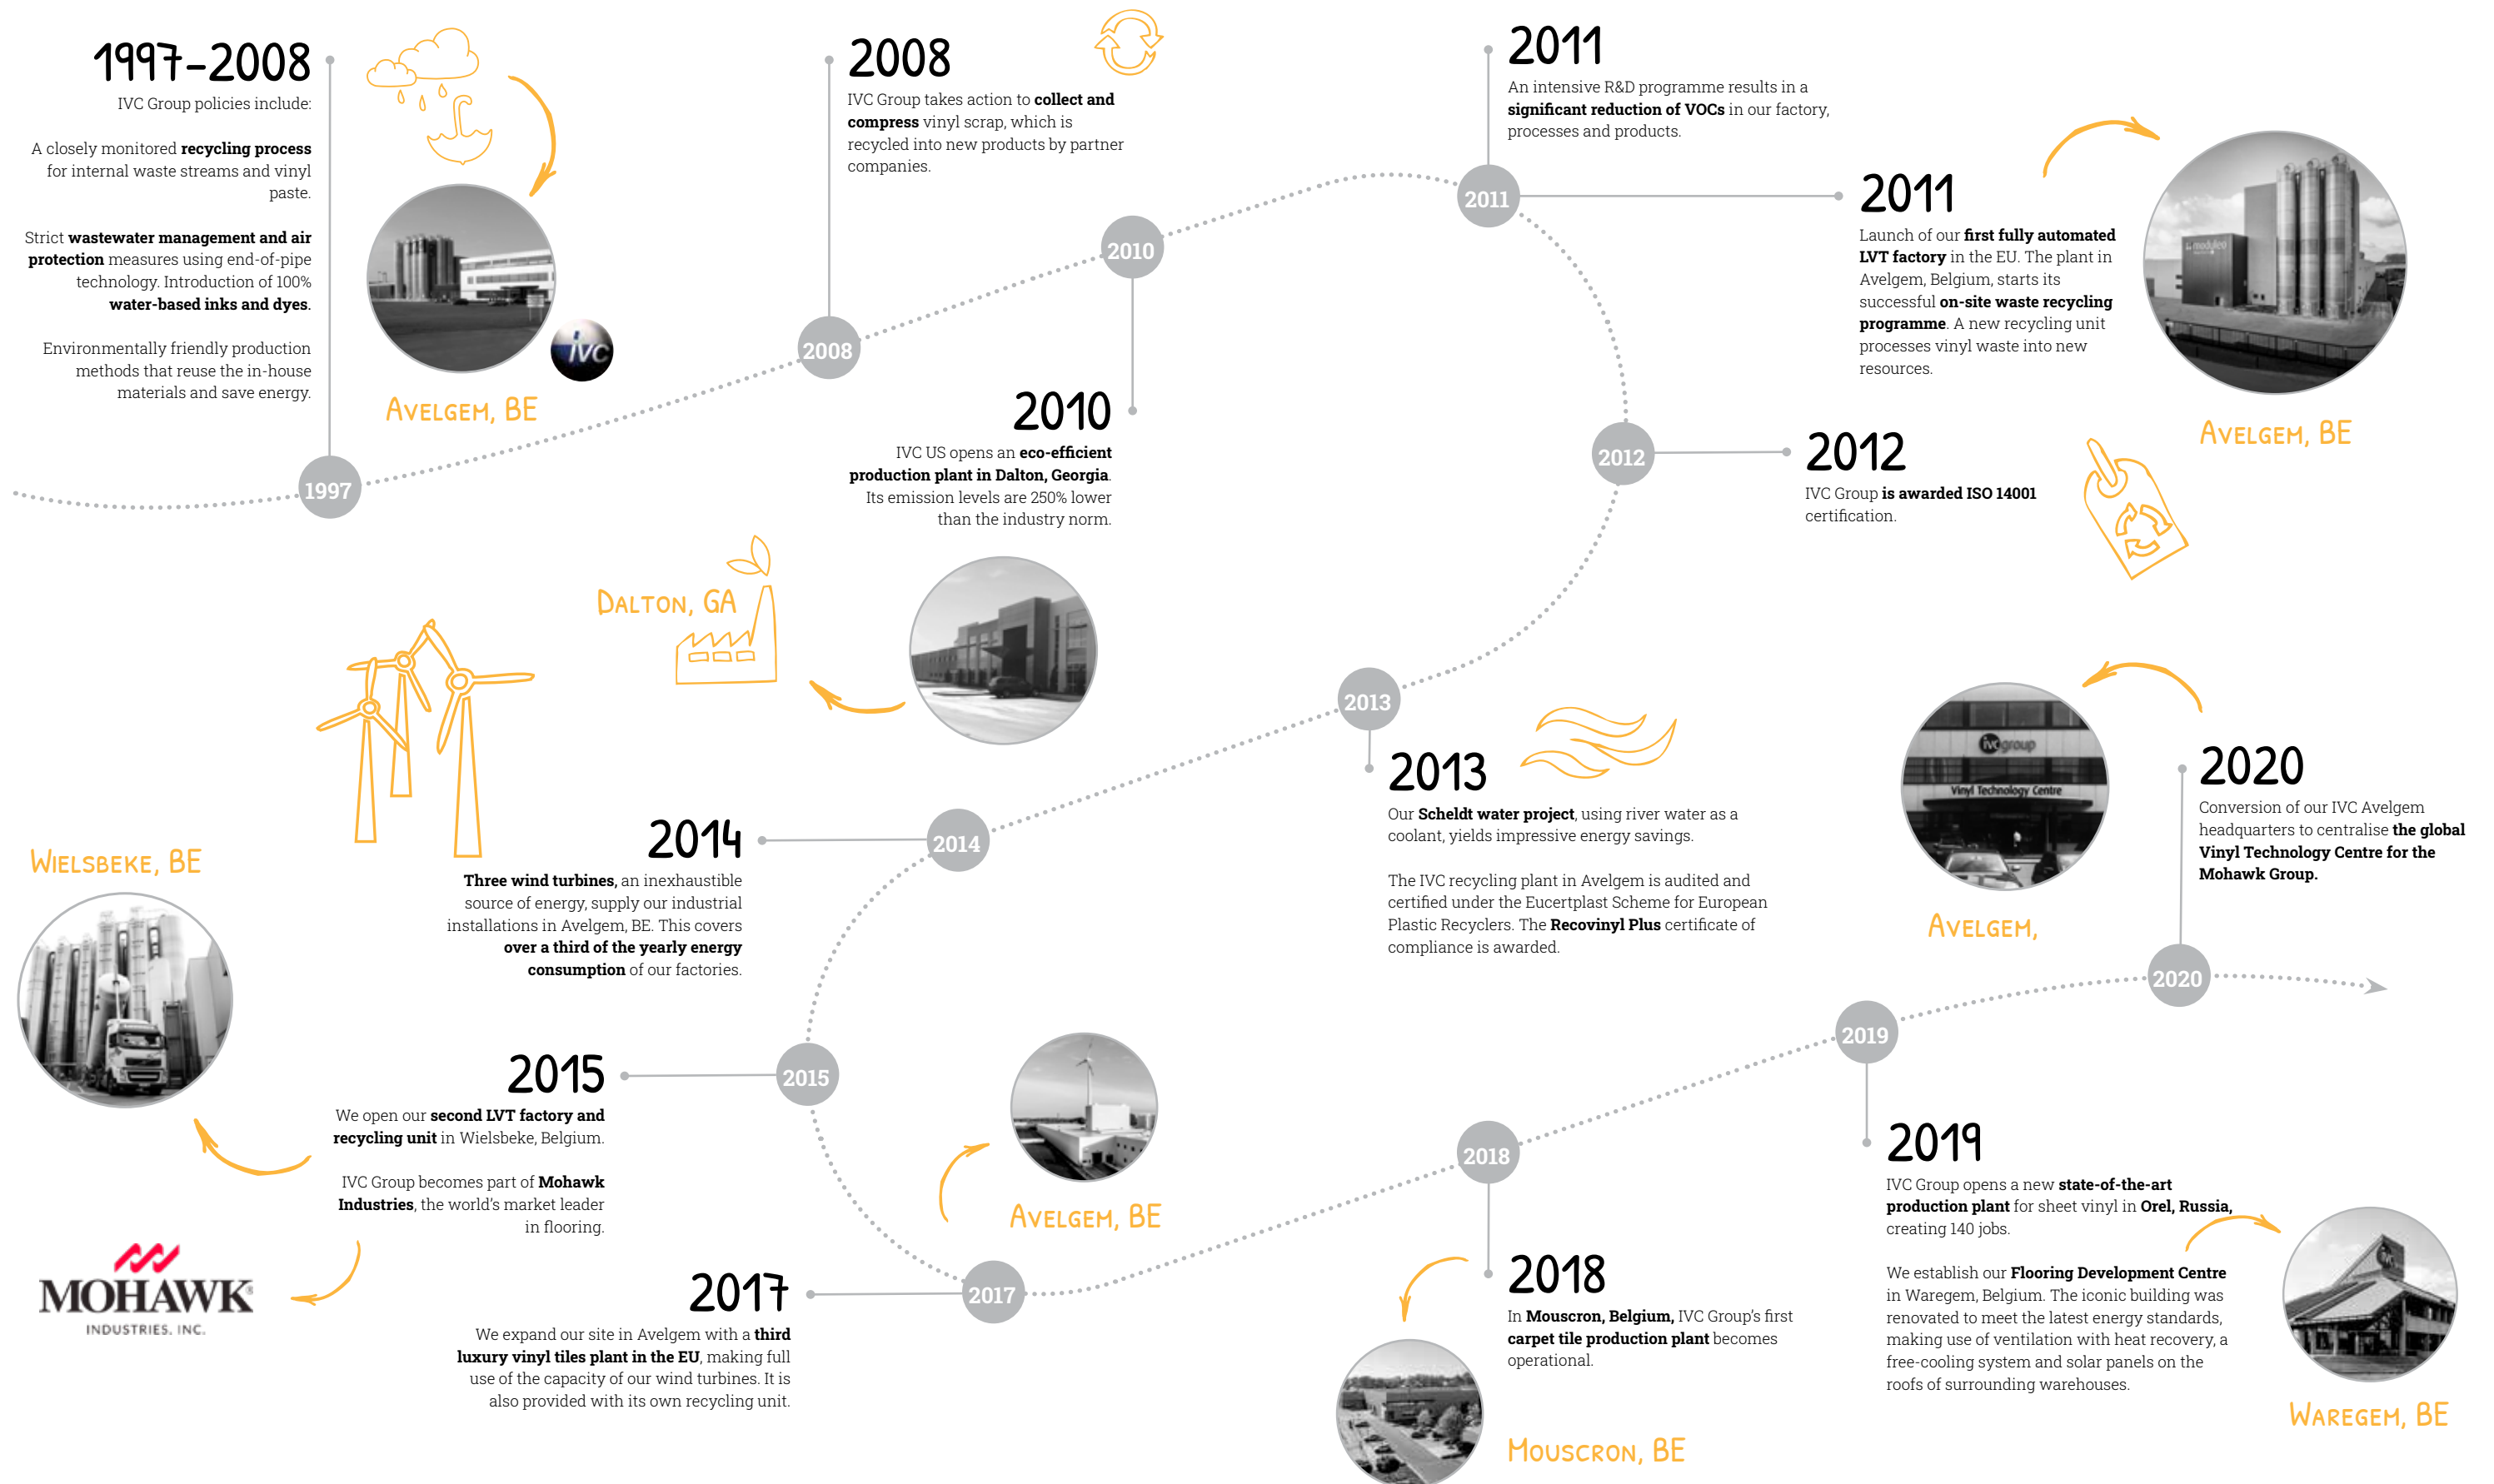 1997-2008
IVC Group policies include:
A closely monitored recycling process
for internal waste streams and vinyl
paste.
Strict wastewater management and air
protection measures using end-of-pipe
technology. Introduction of 100%
water-based inks and dyes.
Environmentally friendly production
methods that reuse the in-house
materials and save energy.
ivc
AVELGEM, BE
1997
2008
IVC Group takes action to collect and
compress vinyl scrap, which is
recycled into new products by partner
companies.
2008
2010
2010
IVC US opens an eco-efficient
production plant in Dalton, Georgia.
Its emission levels are 250% lower
than the industry norm.
DALTON, GA
2011
An intensive R&D programme results in a
significant reduction of VOCs in our factory,
processes and products.
2011
2011
Launch of our first fully automated
LVT factory in the EU. The plant in
Avelgem, Belgium, starts its
successful on-site waste recycling
programme. A new recycling unit
processes vinyl waste into new
resources.
moduleo
AVELGEM, BE
2012
2012
IVC Group is awarded ISO 14001
certification.
2013
2013
Our Scheldt water project, using river water as a
coolant, yields impressive energy savings.
The IVC recycling plant in Avelgem is audited and
certified under the Eucertplast Scheme for European
Plastic Recyclers. The Recovinyl Plus certificate of
compliance is awarded.
2014
2014
Three wind turbines, an inexhaustible
source of energy, supply our industrial
installations in Avelgem, BE. This covers
over a third of the yearly energy
consumption of our factories.
WIELSBEKE, BE
2015
2015
We open our second LVT factory and
recycling unit in Wielsbeke, Belgium.
IVC Group becomes part of Mohawk
Industries, the world's market leader
in flooring.
MOHAWK®
INDUSTRIES, INC.
2017
2017
We expand our site in Avelgem with a third
luxury vinyl tiles plant in the EU, making full
use of the capacity of our wind turbines. It is
also provided with its own recycling unit.
AVELGEM, BE
2018
2018
In Mouscron, Belgium, IVC Group's first
carpet tile production plant becomes
operational.
MOUSCRON, BE
2019
2019
IVC Group opens a new state-of-the-art
production plant for sheet vinyl in Orel, Russia,
creating 140 jobs.
We establish our Flooring Development Centre
in Waregem, Belgium. The iconic building was
renovated to meet the latest energy standards,
making use of ventilation with heat recovery, a
free-cooling system and solar panels on the
roofs of surrounding warehouses.
WAREGEM, BE
2020
2020
Conversion of our IVC Avelgem
headquarters to centralise the global
Vinyl Technology Centre for the
Mohawk Group.
ivcgroup
Vinyl Technology Centre
AVELGEM,